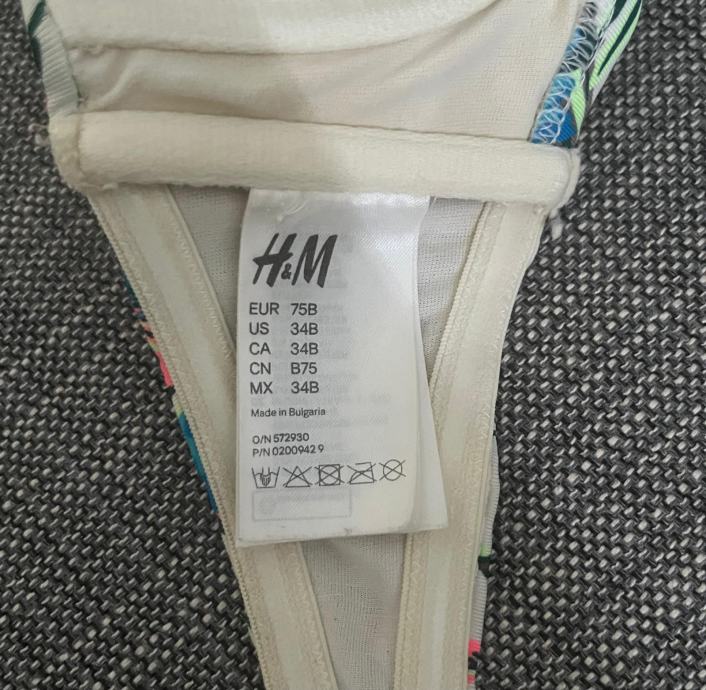 H&M
EUR 75B
US 34B
CA 34B
CN B75
MX 34B
Made in Bulgaria
O/N 572930
P/N 0200942 9